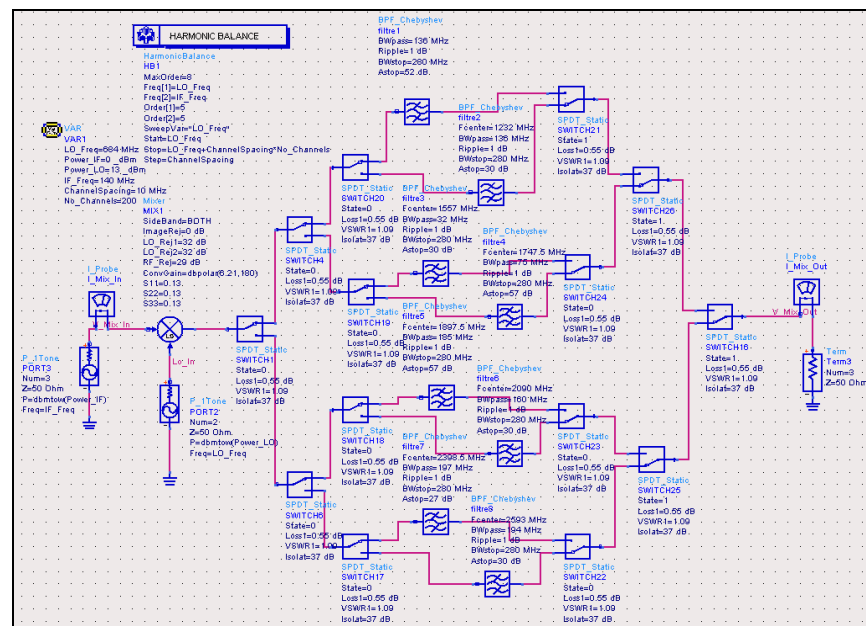 HARMONIC BALANCE
HarmonicBalance
HB1
MaxOrder=8
Freq[1]=LO_Freq
Freq[2]=IF_Freq
Order[1]=5
Order[2]=5
SweepVar="LO_Freq"
Start=LO_Freq
Stop=LO_Freq+ChannelSpacing*No_Channels
Step=ChannelSpacing
VAR
VAR1
LO_Freq=684 MHz
Power_IF=0 _dBm
Power_LO=13 _dBm
IF_Freq=140 MHz
ChannelSpacing=10 MHz
No_Channels=200
Mixer
MIX1
SideBand=BOTH
ImageRej=0 dB
LO_Rej1=32 dB
LO_Rej2=32 dB
RF_Rej=29 dB
ConvGain=dbpolar(6.21,180)
S11=0.13
S22=0.13
S33=0.13
I_Probe
I_Mix_In
Mix_In
Lo_In
P_1Tone
PORT3
Num=3
Z=50 Ohm
P=dbmtow(Power_IF)
Freq=IF_Freq
P_1Tone
PORT2
Num=2
Z=50 Ohm
P=dbmtow(Power_LO)
Freq=LO_Freq
SPDT_Static
SWITCH1
State=0
Loss1=0.55 dB
VSWR1=1.09
Isolat=37 dB
SPDT_Static
SWITCH4
State=0
Loss1=0.55 dB
VSWR1=1.09
Isolat=37 dB
SPDT_Static
SWITCH6
State=0
Loss1=0.55 dB
VSWR1=1.09
Isolat=37 dB
SPDT_Static
SWITCH20
State=0
Loss1=0.55 dB
VSWR1=1.09
Isolat=37 dB
SPDT_Static
SWITCH19
State=0
Loss1=0.55 dB
VSWR1=1.09
Isolat=37 dB
SPDT_Static
SWITCH18
State=0
Loss1=0.55 dB
VSWR1=1.09
Isolat=37 dB
SPDT_Static
SWITCH17
State=0
Loss1=0.55 dB
VSWR1=1.09
Isolat=37 dB
BPF_Chebyshev
filtre1
BWpass=136 MHz
Ripple=1 dB
BWstop=280 MHz
Astop=52 dB
BPF_Chebyshev
filtre2
Fcenter=1232 MHz
BWpass=136 MHz
Ripple=1 dB
BWstop=280 MHz
Astop=30 dB
BPF_Chebyshev
filtre3
Fcenter=1557 MHz
BWpass=32 MHz
Ripple=1 dB
BWstop=280 MHz
Astop=30 dB
BPF_Chebyshev
filtre4
Fcenter=1747.5 MHz
BWpass=75 MHz
Ripple=1 dB
BWstop=280 MHz
Astop=57 dB
BPF_Chebyshev
filtre5
Fcenter=1897.5 MHz
BWpass=185 MHz
Ripple=1 dB
BWstop=280 MHz
Astop=57 dB
BPF_Chebyshev
filtre6
Fcenter=2090 MHz
BWpass=160 MHz
Ripple=1 dB
BWstop=280 MHz
Astop=30 dB
BPF_Chebyshev
filtre7
Fcenter=2398.5 MHz
BWpass=197 MHz
Ripple=1 dB
BWstop=280 MHz
Astop=27 dB
BPF_Chebyshev
filtre8
Fcenter=2593 MHz
BWpass=194 MHz
Ripple=1 dB
BWstop=280 MHz
Astop=30 dB
SPDT_Static
SWITCH21
State=1
Loss1=0.55 dB
VSWR1=1.09
Isolat=37 dB
SPDT_Static
SWITCH24
State=0
Loss1=0.55 dB
VSWR1=1.09
Isolat=37 dB
SPDT_Static
SWITCH23
State=0
Loss1=0.55 dB
VSWR1=1.09
Isolat=37 dB
SPDT_Static
SWITCH22
State=0
Loss1=0.55 dB
VSWR1=1.09
Isolat=37 dB
SPDT_Static
SWITCH26
State=1
Loss1=0.55 dB
VSWR1=1.09
Isolat=37 dB
SPDT_Static
SWITCH25
State=1
Loss1=0.55 dB
VSWR1=1.09
Isolat=37 dB
SPDT_Static
SWITCH16
State=1
Loss1=0.55 dB
VSWR1=1.09
Isolat=37 dB
I_Probe
I_Mix_Out
V_Mix_Out
Term
Term3
Num=3
Z=50 Ohm